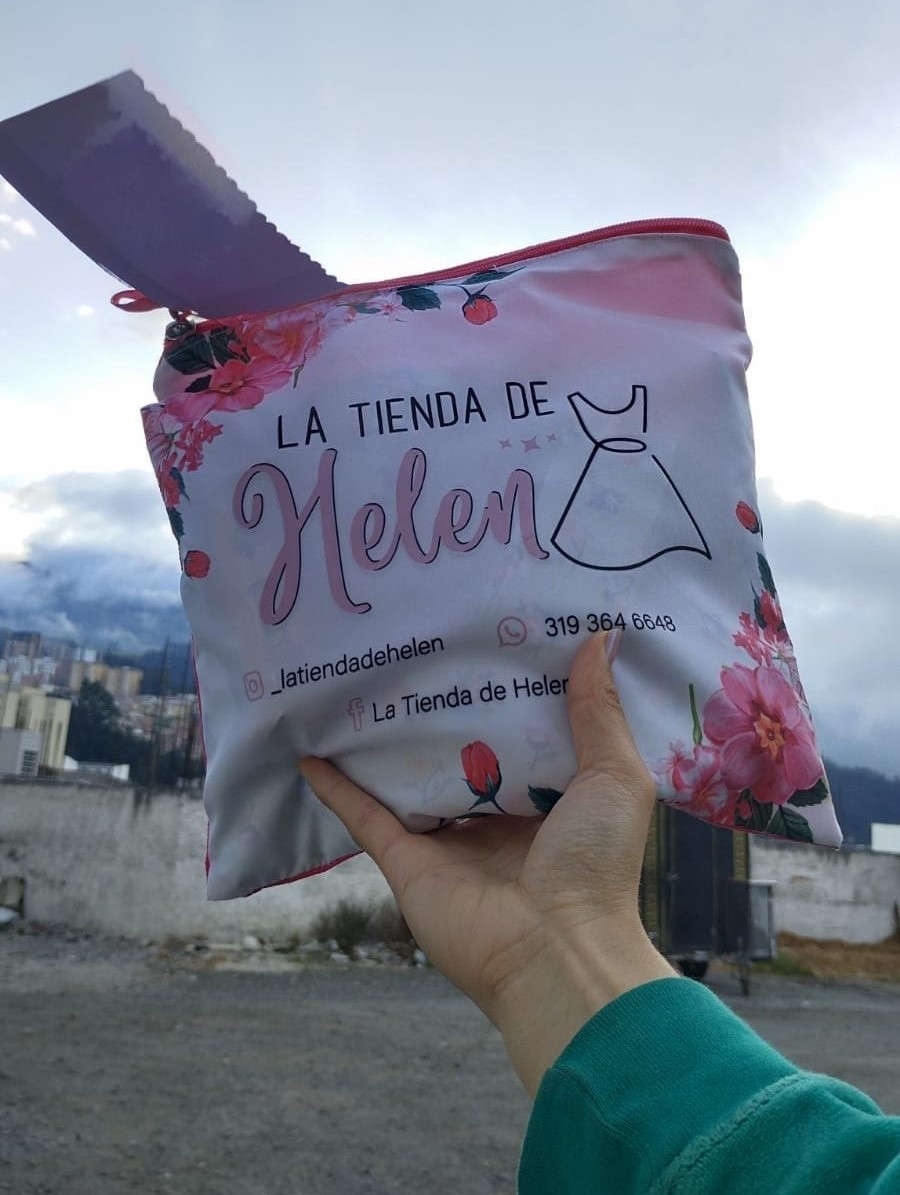 LA TIENDA DE
Helen
_latiendadehelen
319 364 6648
La Tienda de Helen